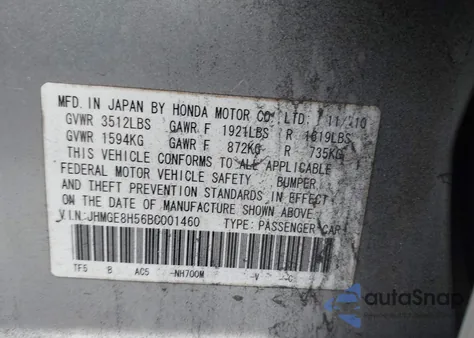 MFD. IN JAPAN BY HONDA MOTOR CO., LTD. 11/10
GVWR 3512LBS GAWR F 1921LBS R 1619LBS
GVWR 1594KG GAWR F 872KG R 735KG
THIS VEHICLE CONFORMS TO ALL APPLICABLE
FEDERAL MOTOR VEHICLE SAFETY BUMPER
AND THEFT PREVENTION STANDARDS IN EFFECT
ON THE DATE OF MANUFACTURE SHOWN ABOVE.
V.I.N: JHMGE8H56BC001460 TYPE: PASSENGER CAR
TF5 B AC5 -NH700M -V -C
autoSnap